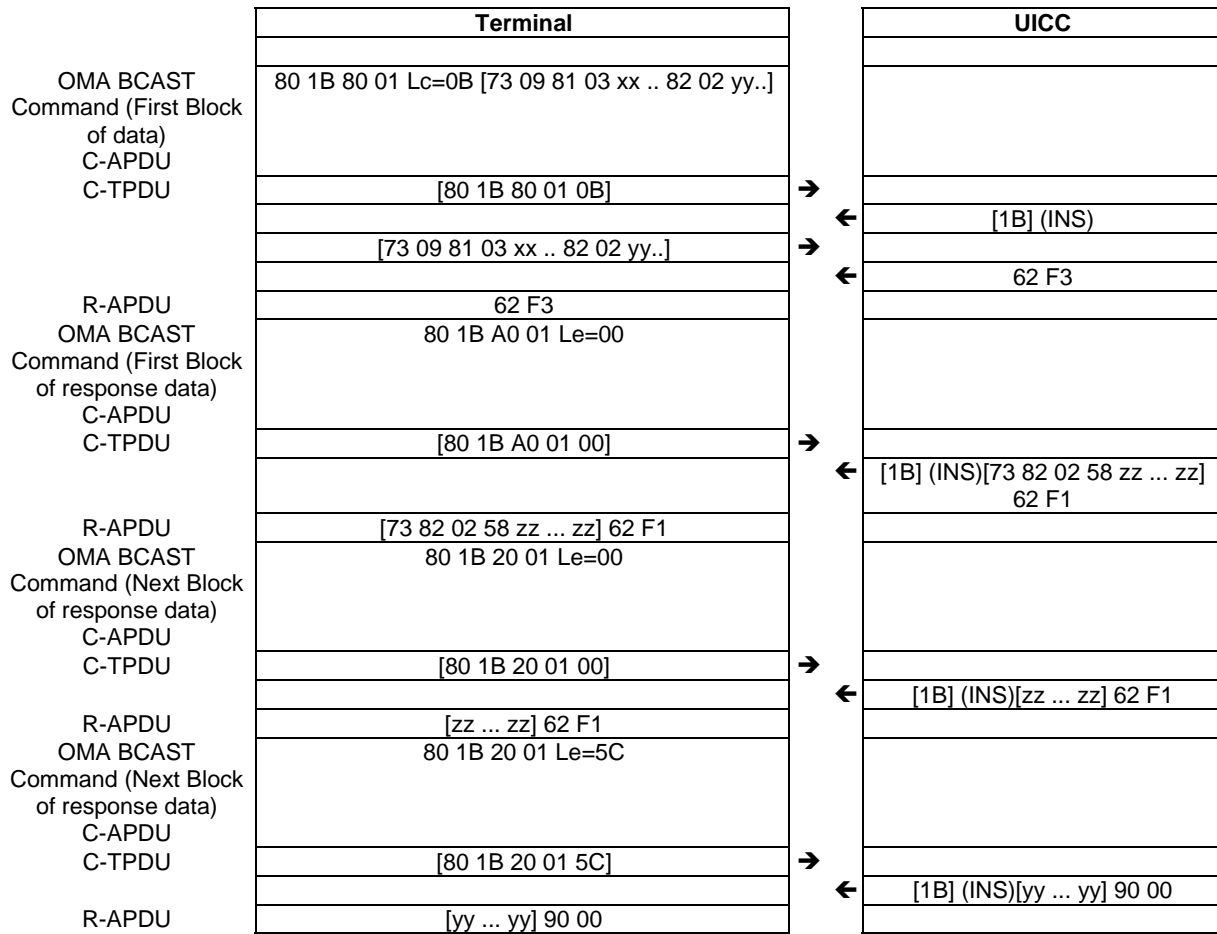 Terminal UICC
OMA BCAST 80 1B 80 01 Lc=0B [73 09 81 03 xx .. 82 02 yy..]
Command (First Block
of data)
C-APDU
C-TPDU [80 1B 80 01 0B] ➔
🡸 [1B] (INS)
[73 09 81 03 xx .. 82 02 yy..] ➔
🡸 62 F3
R-APDU 62 F3
OMA BCAST 80 1B A0 01 Le=00
Command (First Block
of response data)
C-APDU
C-TPDU [80 1B A0 01 00] ➔
🡸 [1B] (INS)[73 82 02 58 zz ... zz]
62 F1
R-APDU [73 82 02 58 zz ... zz] 62 F1
OMA BCAST 80 1B 20 01 Le=00
Command (Next Block
of response data)
C-APDU
C-TPDU [80 1B 20 01 00] ➔
🡸 [1B] (INS)[zz ... zz] 62 F1
R-APDU [zz ... zz] 62 F1
OMA BCAST 80 1B 20 01 Le=5C
Command (Next Block
of response data)
C-APDU
C-TPDU [80 1B 20 01 5C] ➔
🡸 [1B] (INS)[yy ... yy] 90 00
R-APDU [yy ... yy] 90 00